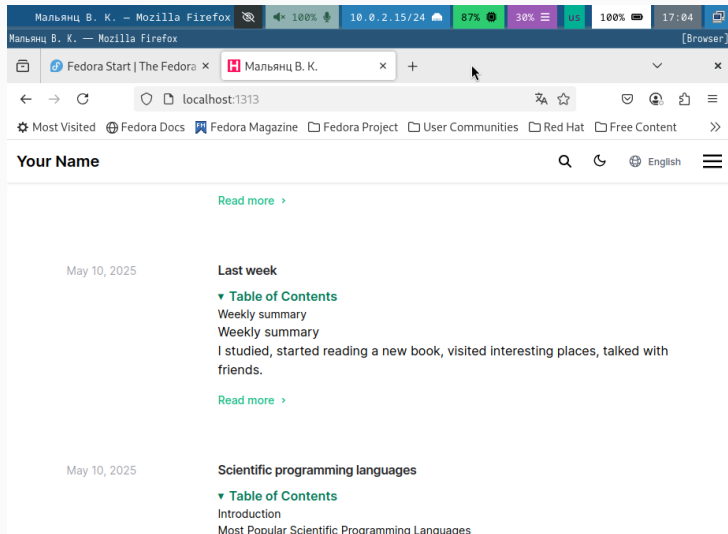 Мальянц В. К. — Mozilla Firefox 100% 10.0.2.15/24 87% 30% us 100% 17:04
Мальянц В. К. — Mozilla Firefox [Browser]
Fedora Start | The Fedora × Мальянц В. К. × +
localhost:1313
Most Visited Fedora Docs Fedora Magazine Fedora Project User Communities Red Hat Free Content
Your Name English
Read more ›
May 10, 2025 Last week
▾ Table of Contents
Weekly summary
Weekly summary
I studied, started reading a new book, visited interesting places, talked with
friends.
Read more ›
May 10, 2025 Scientific programming languages
▾ Table of Contents
Introduction
Most Popular Scientific Programming Languages